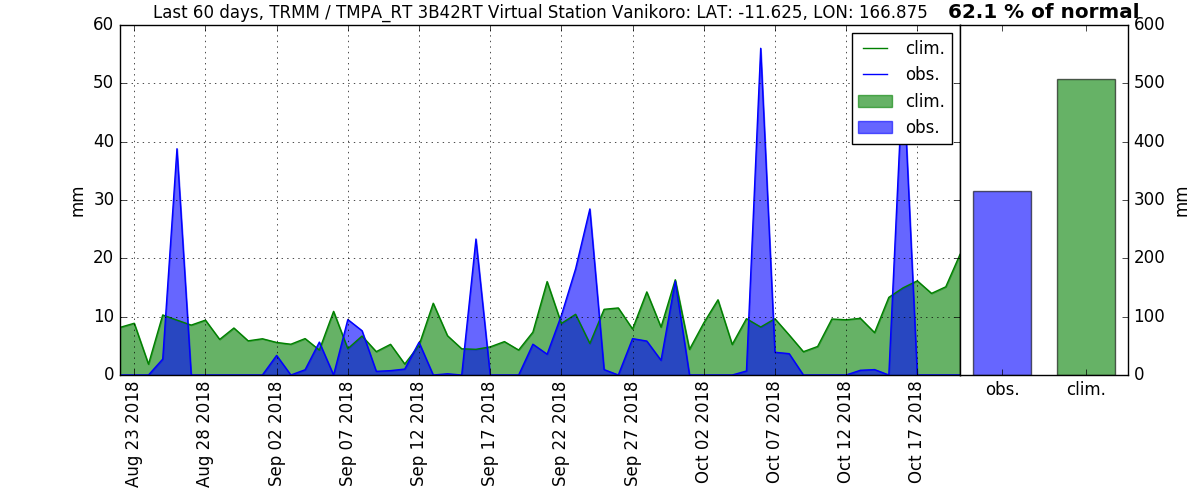 Last 60 days, TRMM / TMPA_RT 3B42RT Virtual Station Vanikoro: LAT: -11.625, LON: 166.875
62.1 % of normal
60
50
40
30
20
10
0
mm
clim.
obs.
clim.
obs.
Aug 23 2018
Aug 28 2018
Sep 02 2018
Sep 07 2018
Sep 12 2018
Sep 17 2018
Sep 22 2018
Sep 27 2018
Oct 02 2018
Oct 07 2018
Oct 12 2018
Oct 17 2018
600
500
400
300
200
100
0
mm
obs.
clim.